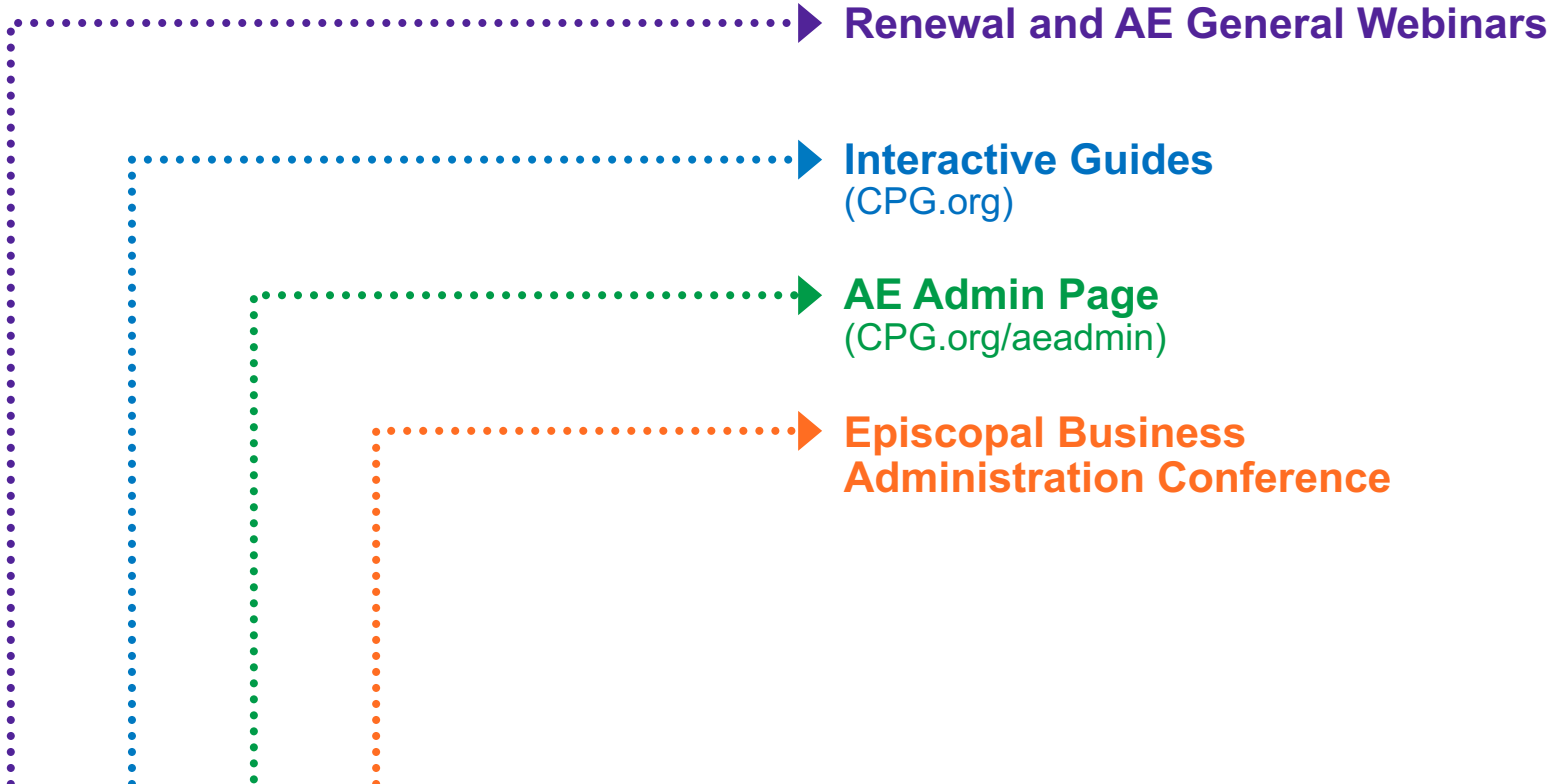 Renewal and AE General Webinars
Interactive Guides
(CPG.org)
AE Admin Page
(CPG.org/aeadmin)
Episcopal Business
Administration Conference